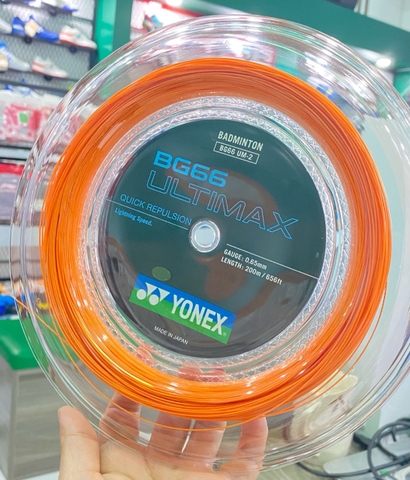 BADMINTON
BG66 UM-2
BG66
ULTIMAX
QUICK REPULSION
Lightning Speed.
GAUGE: 0.65mm
LENGTH: 200m / 656ft
YONEX
MADE IN JAPAN